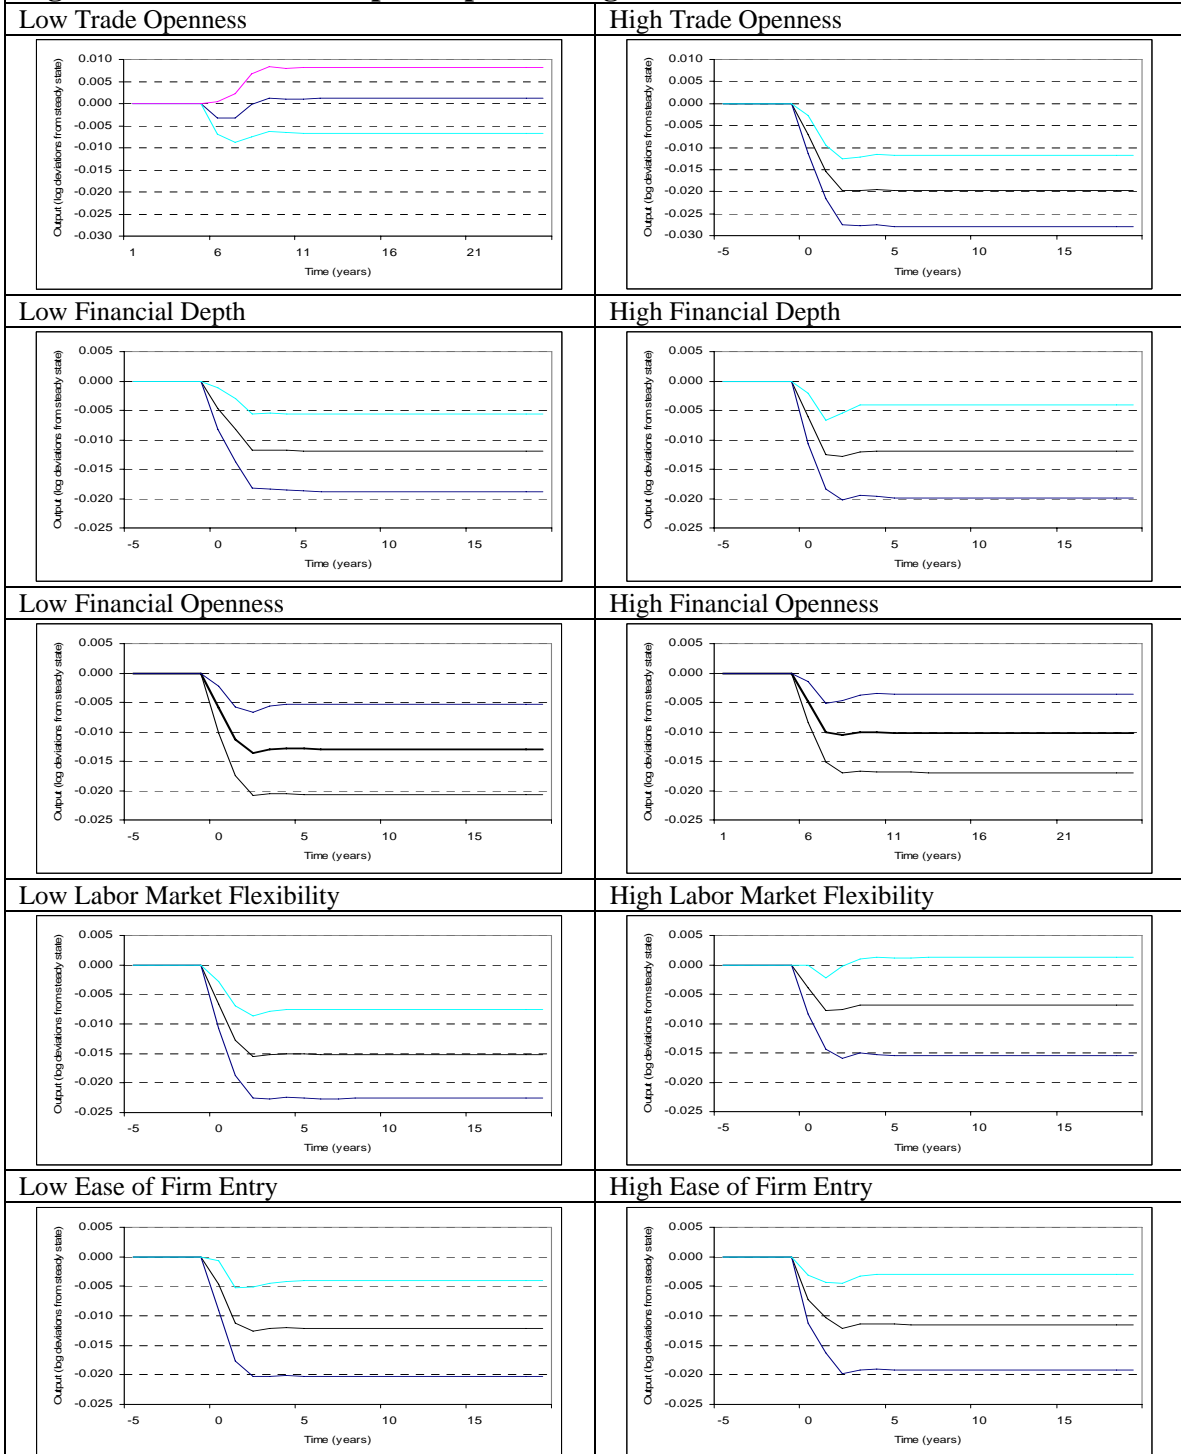 Low Trade Openness
High Trade Openness
Output (log deviations from steady state)
0.010
0.005
0.000
-0.005
-0.010
-0.015
-0.020
-0.025
-0.030
1 6 11 16 21
Time (years)
Output (log deviations from steady state)
0.010
0.005
0.000
-0.005
-0.010
-0.015
-0.020
-0.025
-0.030
-5 0 5 10 15
Time (years)
Low Financial Depth
High Financial Depth
Output (log deviations from steady state)
0.005
0.000
-0.005
-0.010
-0.015
-0.020
-0.025
-5 0 5 10 15
Time (years)
Output (log deviations from steady state)
0.005
0.000
-0.005
-0.010
-0.015
-0.020
-0.025
-5 0 5 10 15
Time (years)
Low Financial Openness
High Financial Openness
Output (log deviations from steady state)
0.005
0.000
-0.005
-0.010
-0.015
-0.020
-0.025
-5 0 5 10 15
Time (years)
Output (log deviations from steady state)
0.005
0.000
-0.005
-0.010
-0.015
-0.020
-0.025
1 6 11 16 21
Time (years)
Low Labor Market Flexibility
High Labor Market Flexibility
Output (log deviations from steady state)
0.005
0.000
-0.005
-0.010
-0.015
-0.020
-0.025
-5 0 5 10 15
Time (years)
Output (log deviations from steady state)
0.005
0.000
-0.005
-0.010
-0.015
-0.020
-0.025
-5 0 5 10 15
Time (years)
Low Ease of Firm Entry
High Ease of Firm Entry
Output (log deviations from steady state)
0.005
0.000
-0.005
-0.010
-0.015
-0.020
-0.025
-5 0 5 10 15
Time (years)
Output (log deviations from steady state)
0.005
0.000
-0.005
-0.010
-0.015
-0.020
-0.025
-5 0 5 10 15
Time (years)